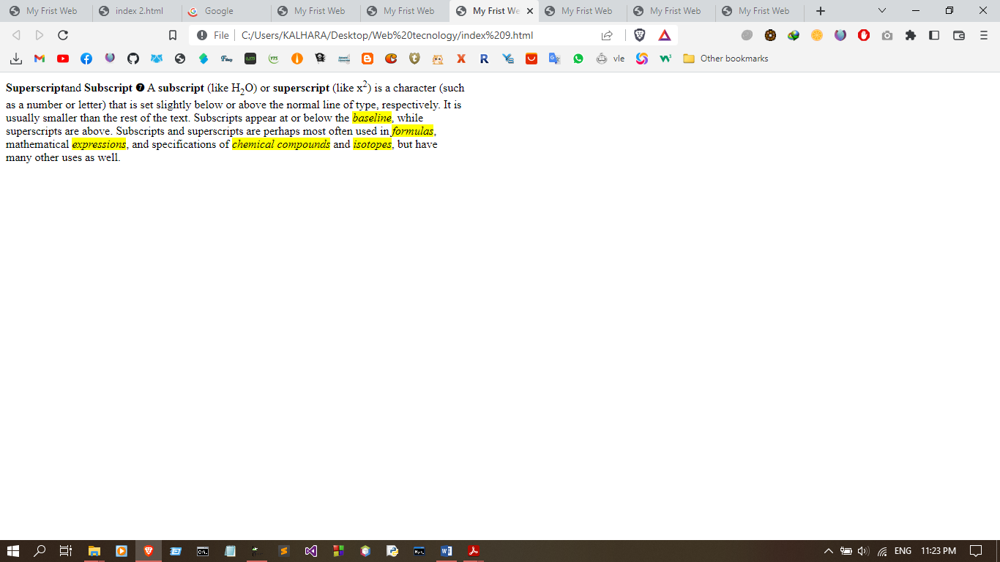 My Frist Web
index 2.html
Google
My Frist Web
My Frist Web
My Frist We
My Frist Web
My Frist Web
My Frist Web
File
C:/Users/KALHARA/Desktop/Web%20tecnology/index%209.html
vle
Other bookmarks
Superscriptand Subscript ❼ A subscript (like H₂O) or superscript (like x²) is a character (such
as a number or letter) that is set slightly below or above the normal line of type, respectively. It is
usually smaller than the rest of the text. Subscripts appear at or below the baseline, while
superscripts are above. Subscripts and superscripts are perhaps most often used in formulas,
mathematical expressions, and specifications of chemical compounds and isotopes, but have
many other uses as well.
ENG
11:23 PM